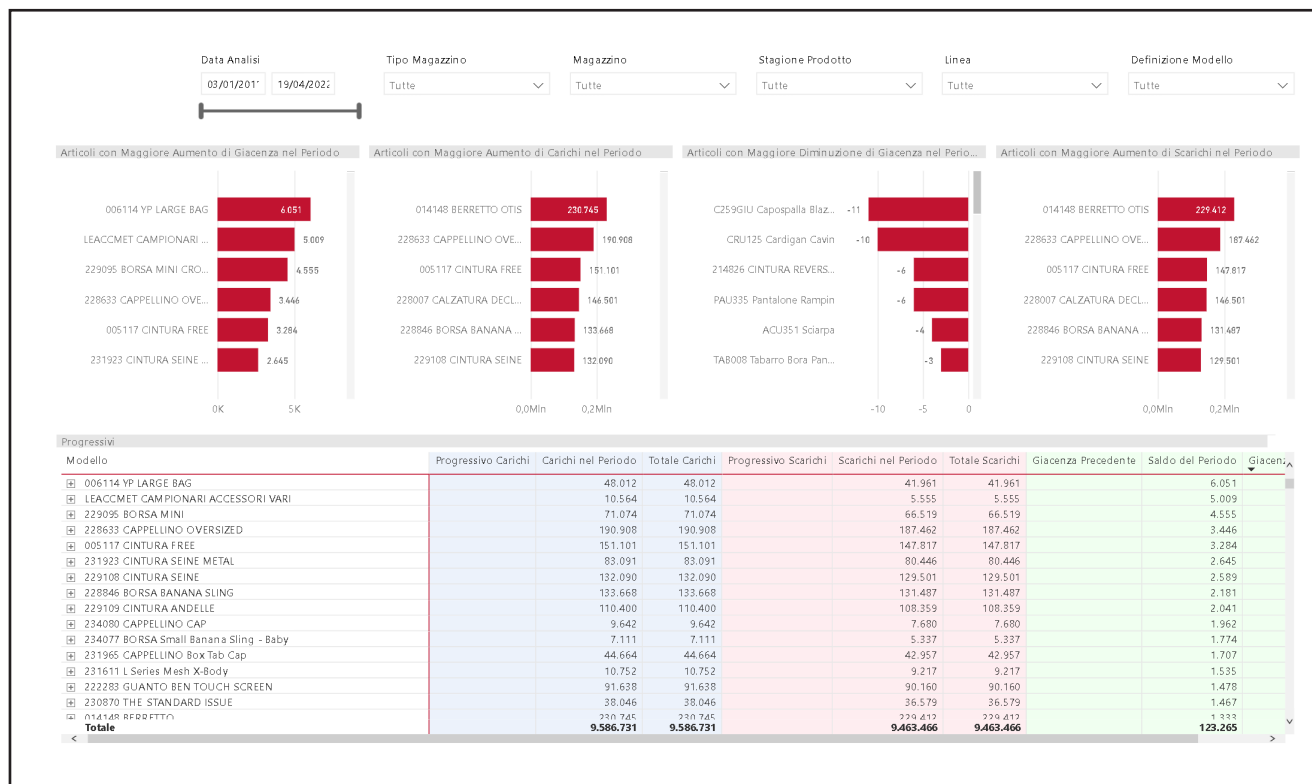 Data Analisi Tipo Magazzino Magazzino Stagione Prodotto Linea Definizione Modello
03/01/201 19/04/2022 Tutte Tutte Tutte Tutte Tutte
Articoli con Maggiore Aumento di Giacenza nel Periodo
006114 YP LARGE BAG 6.051
LEACCMET CAMPIONARI ... 5.009
229095 BORSA MINI CRO... 4.555
228633 CAPPELLINO OVE... 3.446
005117 CINTURA FREE 3.284
231923 CINTURA SEINE ... 2.645
0K 5K
Articoli con Maggiore Aumento di Carichi nel Periodo
014148 BERRETTO OTIS 230.745
228633 CAPPELLINO OVE... 190.908
005117 CINTURA FREE 151.101
228007 CALZATURA DECL... 146.501
228846 BORSA BANANA ... 133.668
229108 CINTURA SEINE 132.090
0,0Mln 0,2Mln
Articoli con Maggiore Diminuzione di Giacenza nel Perio...
C259GIU Capospalla Blaz... -11
CRU125 Cardigan Cavin -10
214826 CINTURA REVERS... -6
PAU335 Pantalone Rampin -6
ACU351 Sciarpa -4
TAB008 Tabarro Bora Pan... -3
-10 -5 0
Articoli con Maggiore Aumento di Scarichi nel Periodo
014148 BERRETTO OTIS 229.412
228633 CAPPELLINO OVE... 187.462
005117 CINTURA FREE 147.817
228007 CALZATURA DECL... 146.501
228846 BORSA BANANA ... 131.487
229108 CINTURA SEINE 129.501
0,0Mln 0,2Mln
Progressivi
Modello Progressivo Carichi Carichi nel Periodo Totale Carichi Progressivo Scarichi Scarichi nel Periodo Totale Scarichi Giacenza Precedente Saldo del Periodo Giacenz
006114 YP LARGE BAG 48.012 48.012 41.961 41.961 6.051
LEACCMET CAMPIONARI ACCESSORI VARI 10.564 10.564 5.555 5.555 5.009
229095 BORSA MINI 71.074 71.074 66.519 66.519 4.555
228633 CAPPELLINO OVERSIZED 190.908 190.908 187.462 187.462 3.446
005117 CINTURA FREE 151.101 151.101 147.817 147.817 3.284
231923 CINTURA SEINE METAL 83.091 83.091 80.446 80.446 2.645
229108 CINTURA SEINE 132.090 132.090 129.501 129.501 2.589
228846 BORSA BANANA SLING 133.668 133.668 131.487 131.487 2.181
229109 CINTURA ANDELLE 110.400 110.400 108.359 108.359 2.041
234080 CAPPELLINO CAP 9.642 9.642 7.680 7.680 1.962
234077 BORSA Small Banana Sling - Baby 7.111 7.111 5.337 5.337 1.774
231965 CAPPELLINO Box Tab Cap 44.664 44.664 42.957 42.957 1.707
231611 L Series Mesh X-Body 10.752 10.752 9.217 9.217 1.535
222283 GUANTO BEN TOUCH SCREEN 91.638 91.638 90.160 90.160 1.478
230870 THE STANDARD ISSUE 38.046 38.046 36.579 36.579 1.467
014148 BERRETTO 230.745 230.745 229.412 229.412 1.333
Totale 9.586.731 9.586.731 9.463.466 9.463.466 123.265